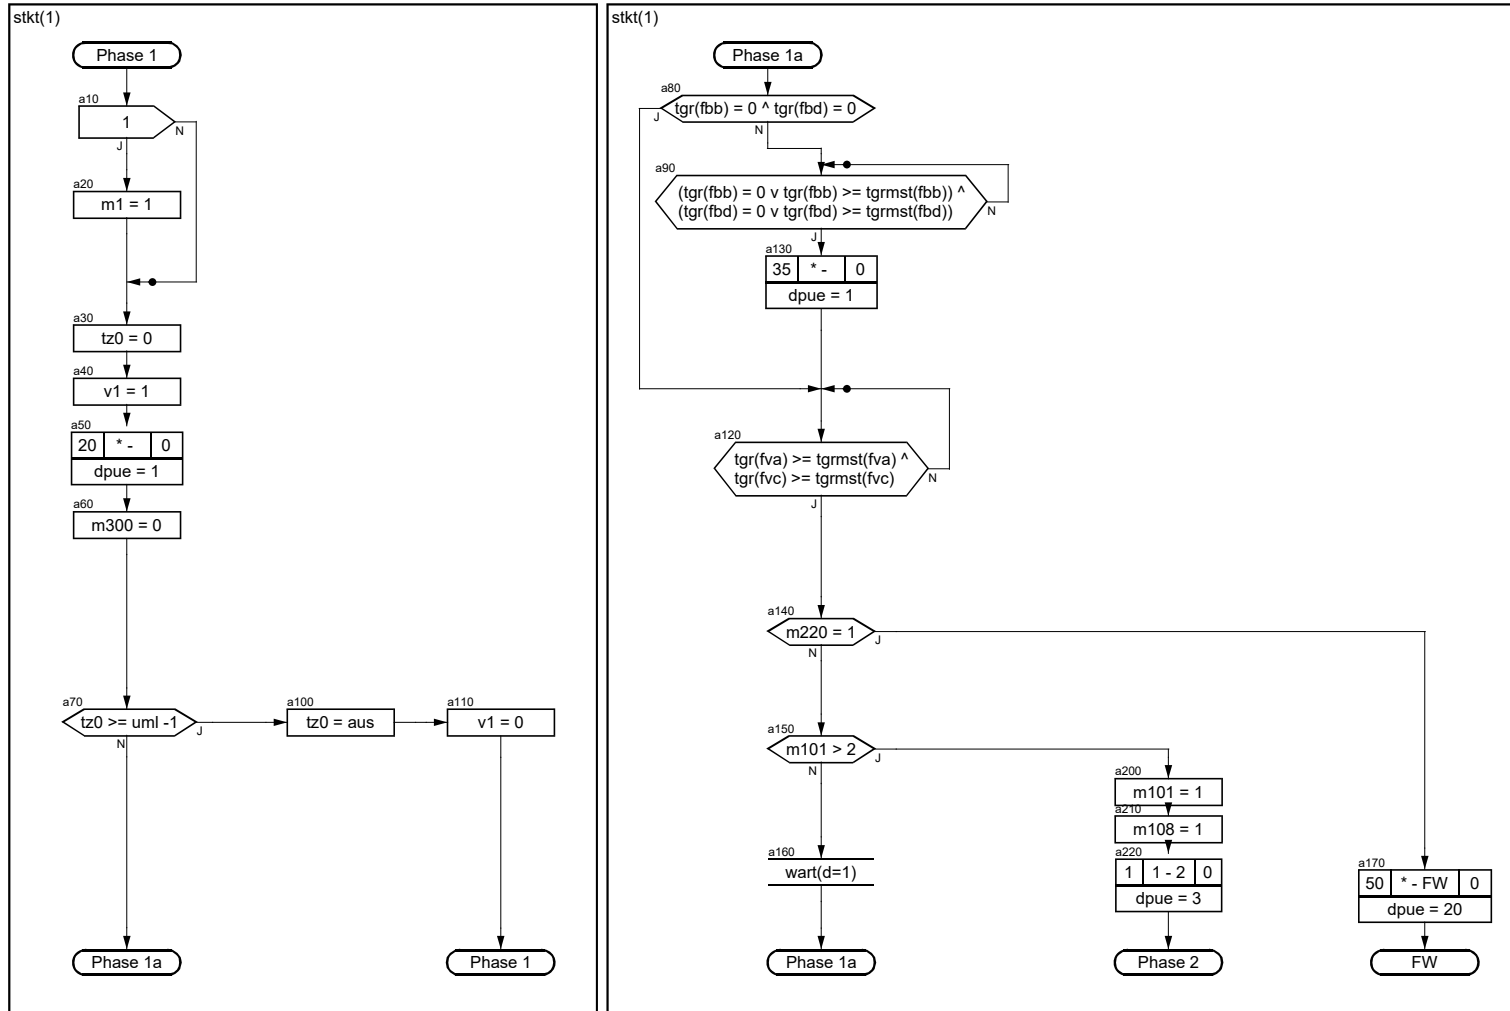 stkt(1)
Phase 1
a10
1
N
J
a20
m1 = 1
a30
tz0 = 0
a40
v1 = 1
a50
20 * - 0
dpue = 1
a60
m300 = 0
a70
tz0 >= uml -1
J
N
a100
tz0 = aus
a110
v1 = 0
Phase 1a
Phase 1
stkt(1)
Phase 1a
a80
tgr(fbb) = 0 ^ tgr(fbd) = 0
J
N
a90
(tgr(fbb) = 0 v tgr(fbb) >= tgrmst(fbb)) ^
(tgr(fbd) = 0 v tgr(fbd) >= tgrmst(fbd))
N
J
a130
35 * - 0
dpue = 1
a120
tgr(fva) >= tgrmst(fva) ^
tgr(fvc) >= tgrmst(fvc)
N
J
a140
m220 = 1
J
N
a150
m101 > 2
J
N
a160
wart(d=1)
Phase 1a
a200
m101 = 1
a210
m108 = 1
a220
1 1 - 2 0
dpue = 3
Phase 2
a170
50 * - FW 0
dpue = 20
FW